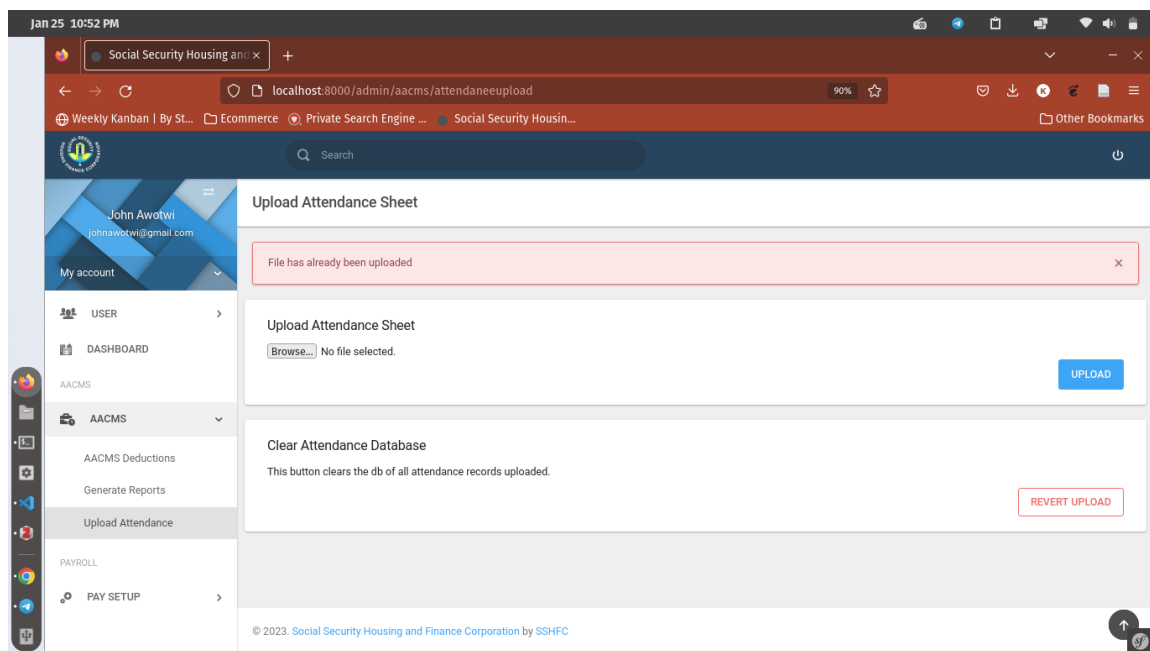 Jan 25 10:52 PM
Social Security Housing and
localhost:8000/admin/aacms/attendaneeupload
90%
Weekly Kanban | By St... Ecommerce Private Search Engine ... Social Security Housin... Other Bookmarks
Search
John Awotwi
johnawotwi@gmail.com
My account
USER
DASHBOARD
AACMS
AACMS
AACMS Deductions
Generate Reports
Upload Attendance
PAYROLL
PAY SETUP
Upload Attendance Sheet
File has already been uploaded
Upload Attendance Sheet
Browse... No file selected.
UPLOAD
Clear Attendance Database
This button clears the db of all attendance records uploaded.
REVERT UPLOAD
© 2023. Social Security Housing and Finance Corporation by SSHFC